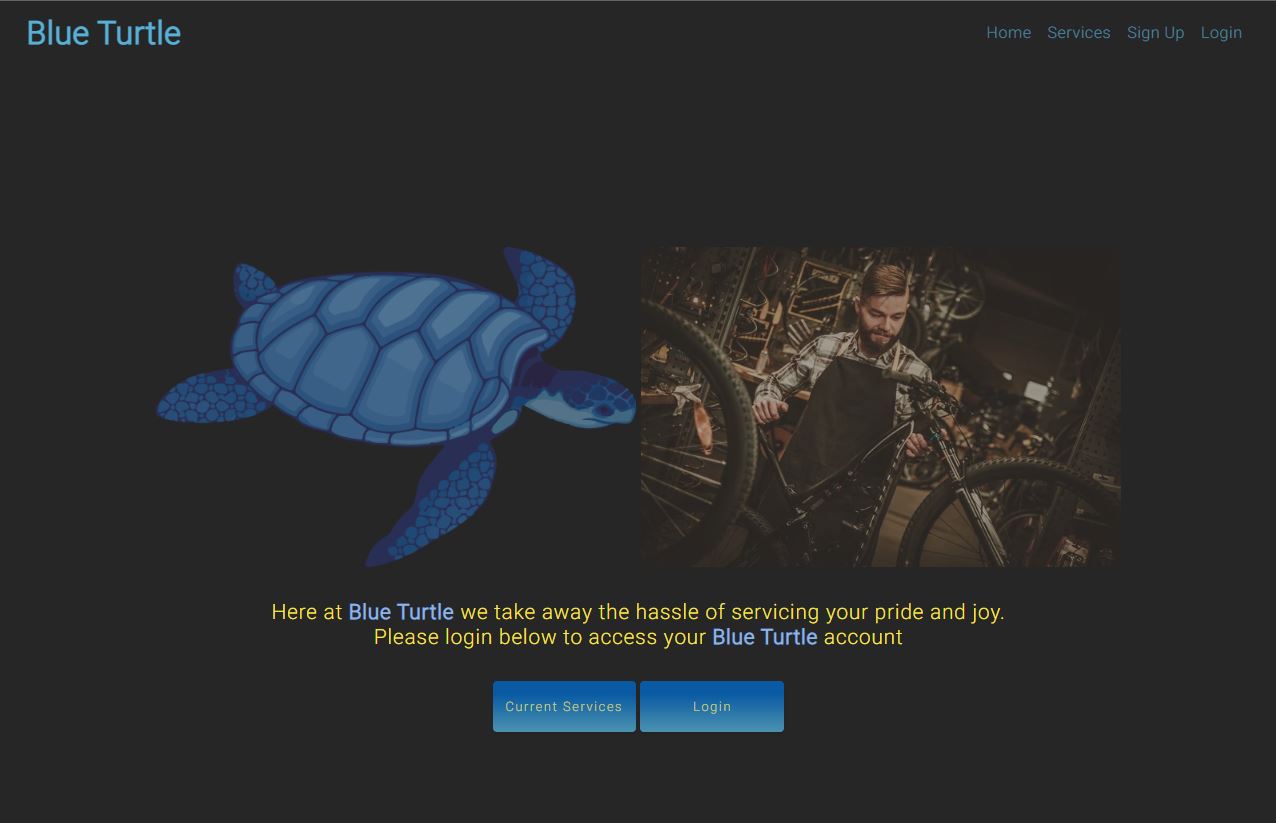 Blue Turtle
Home Services Sign Up Login
Here at Blue Turtle we take away the hassle of servicing your pride and joy.
Please login below to access your Blue Turtle account
Current Services
Login